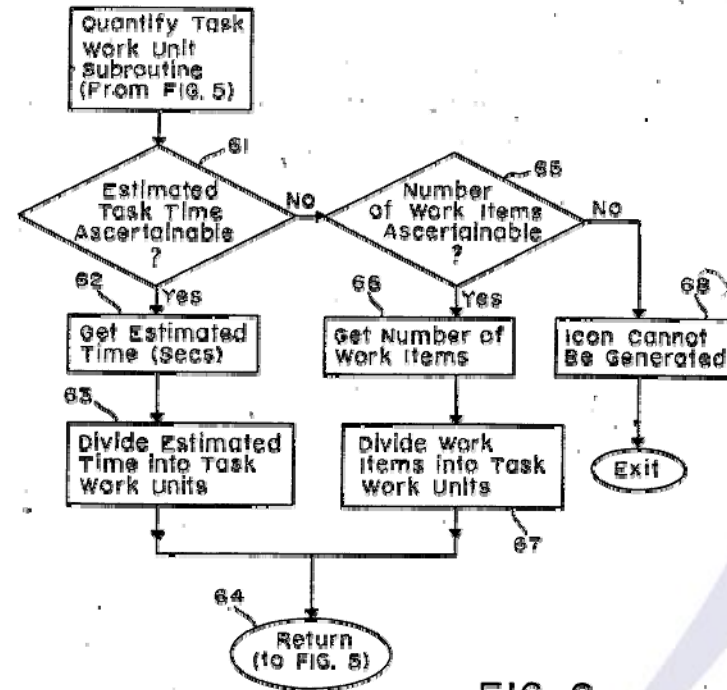 Quantify Task
Work Unit
Subroutine
(From FIG. 5)
61
Estimated
Task Time
Ascertainable
?
NO
65
Number
of Work Items
Ascertainable
?
NO
62
Yes
Get Estimated
Time (Secs)
66
Yes
Get Number of
Work Items
68
Icon Cannot
Be Generated
63
Divide Estimated
Time into Task
Work Units
Divide Work
Items into Task
Work Units
67
Exit
64
Return
(to FIG. 5)